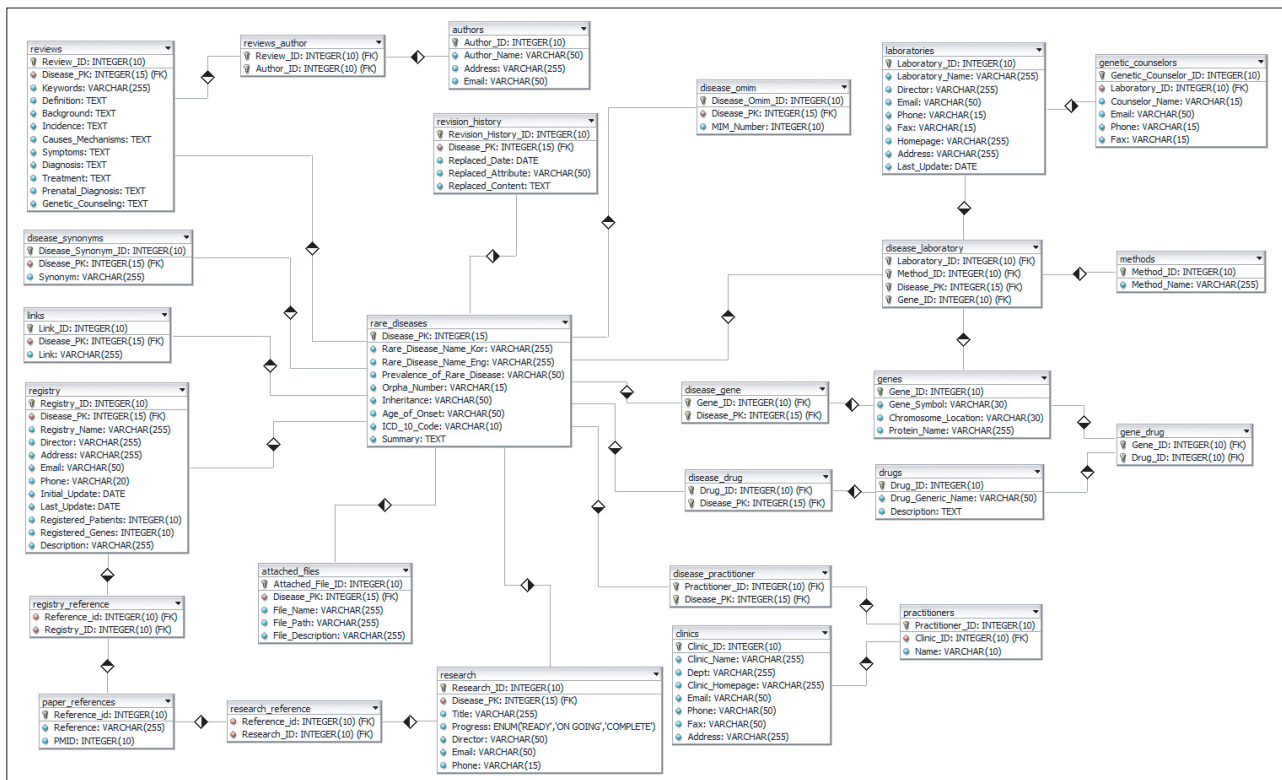 reviews
Review_ID: INTEGER(10)
Disease_PK: INTEGER(15) (FK)
Keywords: VARCHAR(255)
Definition: TEXT
Background: TEXT
Incidence: TEXT
Causes_Mechanisms: TEXT
Symptoms: TEXT
Diagnosis: TEXT
Treatment: TEXT
Prenatal_Diagnosis: TEXT
Genetic_Counseling: TEXT
reviews_author
Review_ID: INTEGER(10) (FK)
Author_ID: INTEGER(10) (FK)
authors
Author_ID: INTEGER(10)
Author_Name: VARCHAR(50)
Address: VARCHAR(255)
Email: VARCHAR(50)
revision_history
Revision_History_ID: INTEGER(10)
Disease_PK: INTEGER(15) (FK)
Replaced_Date: DATE
Replaced_Attribute: VARCHAR(50)
Replaced_Content: TEXT
disease_omim
Disease_Omim_ID: INTEGER(10)
Disease_PK: INTEGER(15) (FK)
MIM_Number: INTEGER(10)
laboratories
Laboratory_ID: INTEGER(10)
Laboratory_Name: VARCHAR(255)
Director: VARCHAR(255)
Email: VARCHAR(50)
Phone: VARCHAR(15)
Fax: VARCHAR(15)
Homepage: VARCHAR(255)
Address: VARCHAR(255)
Last_Update: DATE
genetic_counselors
Genetic_Counselor_ID: INTEGER(10)
Laboratory_ID: INTEGER(10) (FK)
Counselor_Name: VARCHAR(15)
Email: VARCHAR(50)
Phone: VARCHAR(15)
Fax: VARCHAR(15)
disease_synonyms
Disease_Synonym_ID: INTEGER(10)
Disease_PK: INTEGER(15) (FK)
Synonym: VARCHAR(255)
disease_laboratory
Laboratory_ID: INTEGER(10) (FK)
Method_ID: INTEGER(10) (FK)
Disease_PK: INTEGER(15) (FK)
Gene_ID: INTEGER(10) (FK)
methods
Method_ID: INTEGER(10)
Method_Name: VARCHAR(255)
links
Link_ID: INTEGER(10)
Disease_PK: INTEGER(15) (FK)
Link: VARCHAR(255)
rare_diseases
Disease_PK: INTEGER(15)
Rare_Disease_Name_Kor: VARCHAR(255)
Rare_Disease_Name_Eng: VARCHAR(255)
Prevalence_of_Rare_Disease: VARCHAR(50)
Orpha_Number: VARCHAR(15)
Inheritance: VARCHAR(50)
Age_of_Onset: VARCHAR(50)
ICD_10_Code: VARCHAR(10)
Summary: TEXT
registry
Registry_ID: INTEGER(10)
Disease_PK: INTEGER(15) (FK)
Registry_Name: VARCHAR(255)
Director: VARCHAR(255)
Address: VARCHAR(255)
Email: VARCHAR(50)
Phone: VARCHAR(20)
Initial_Update: DATE
Last_Update: DATE
Registered_Patients: INTEGER(10)
Registered_Genes: INTEGER(10)
Description: VARCHAR(255)
disease_gene
Gene_ID: INTEGER(10) (FK)
Disease_PK: INTEGER(15) (FK)
genes
Gene_ID: INTEGER(10)
Gene_Symbol: VARCHAR(30)
Chromosome_Location: VARCHAR(30)
Protein_Name: VARCHAR(255)
gene_drug
Gene_ID: INTEGER(10) (FK)
Drug_ID: INTEGER(10) (FK)
disease_drug
Drug_ID: INTEGER(10) (FK)
Disease_PK: INTEGER(15) (FK)
drugs
Drug_ID: INTEGER(10)
Drug_Generic_Name: VARCHAR(50)
Description: TEXT
attached_files
Attached_File_ID: INTEGER(10)
Disease_PK: INTEGER(15) (FK)
File_Name: VARCHAR(255)
File_Path: VARCHAR(255)
File_Description: VARCHAR(255)
disease_practitioner
Practitioner_ID: INTEGER(10) (FK)
Disease_PK: INTEGER(15) (FK)
practitioners
Practitioner_ID: INTEGER(10)
Clinic_ID: INTEGER(10) (FK)
Name: VARCHAR(10)
registry_reference
Reference_id: INTEGER(10) (FK)
Registry_ID: INTEGER(10) (FK)
clinics
Clinic_ID: INTEGER(10)
Clinic_Name: VARCHAR(255)
Dept: VARCHAR(255)
Clinic_Homepage: VARCHAR(255)
Email: VARCHAR(50)
Phone: VARCHAR(50)
Fax: VARCHAR(50)
Address: VARCHAR(255)
paper_references
Reference_id: INTEGER(10)
Reference: VARCHAR(255)
PMID: INTEGER(10)
research_reference
Reference_id: INTEGER(10) (FK)
Research_ID: INTEGER(10) (FK)
research
Research_ID: INTEGER(10)
Disease_PK: INTEGER(15) (FK)
Title: VARCHAR(255)
Progress: ENUM('READY','ON GOING','COMPLETE')
Director: VARCHAR(50)
Email: VARCHAR(50)
Phone: VARCHAR(15)